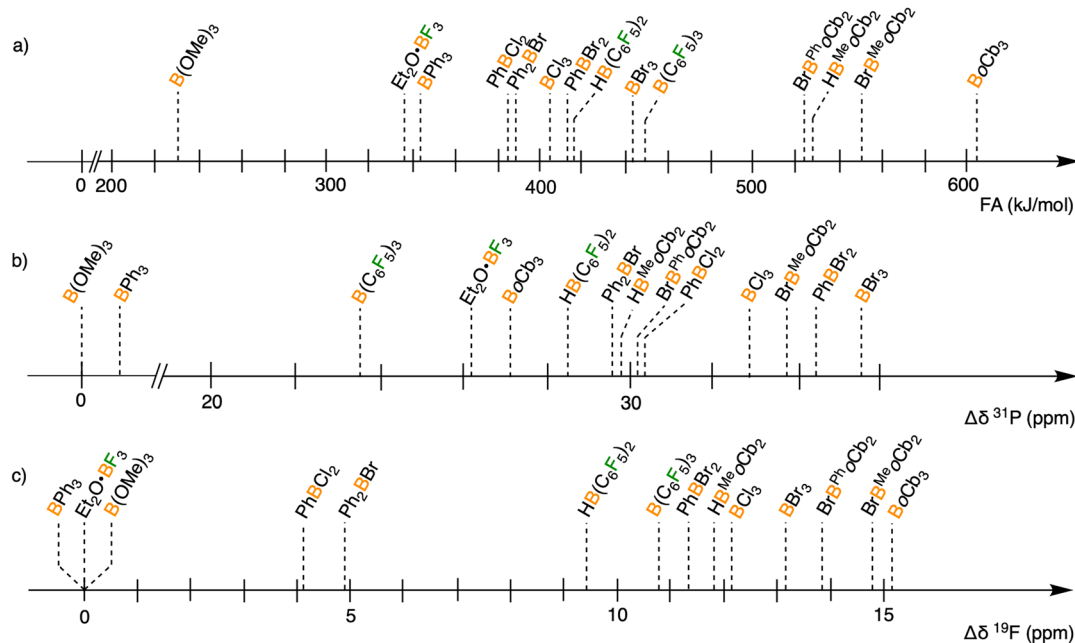 a)
B(OMe)3
Et2O•BF3
BPh3
PhBCl2
Ph2BBr
BCl3
PhBBr2
HB(C6F5)2
BBr3
B(C6F5)3
BrBPhoCb2
HBMeoCb2
BrBMeoCb2
BoCb3
0 200 300 400 500 600
FA (kJ/mol)
b)
B(OMe)3
BPh3
B(C6F5)3
Et2O•BF3
BoCb3
HB(C6F5)2
Ph2BBr
HBMeoCb2
BrBPhoCb2
PhBCl2
BCl3
BrBMeoCb2
PhBBr2
BBr3
0 20 30
Δδ 31P (ppm)
c)
BPh3
Et2O•BF3
B(OMe)3
PhBCl2
Ph2BBr
HB(C6F5)2
B(C6F5)3
PhBBr2
HBMeoCb2
BCl3
BBr3
BrBPhoCb2
BrBMeoCb2
BoCb3
0 5 10 15
Δδ 19F (ppm)